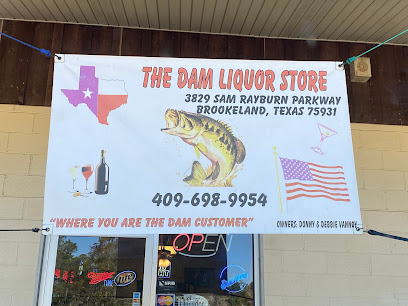 THE DAM LIQUOR STORE
3829 SAM RAYBURN PARKWAY
BROOKELAND, TEXAS 75931
409-698-9954
"WHERE YOU ARE THE DAM CUSTOMER"
OWNERS: DONNY & DEBBIE VANNOY
OPEN